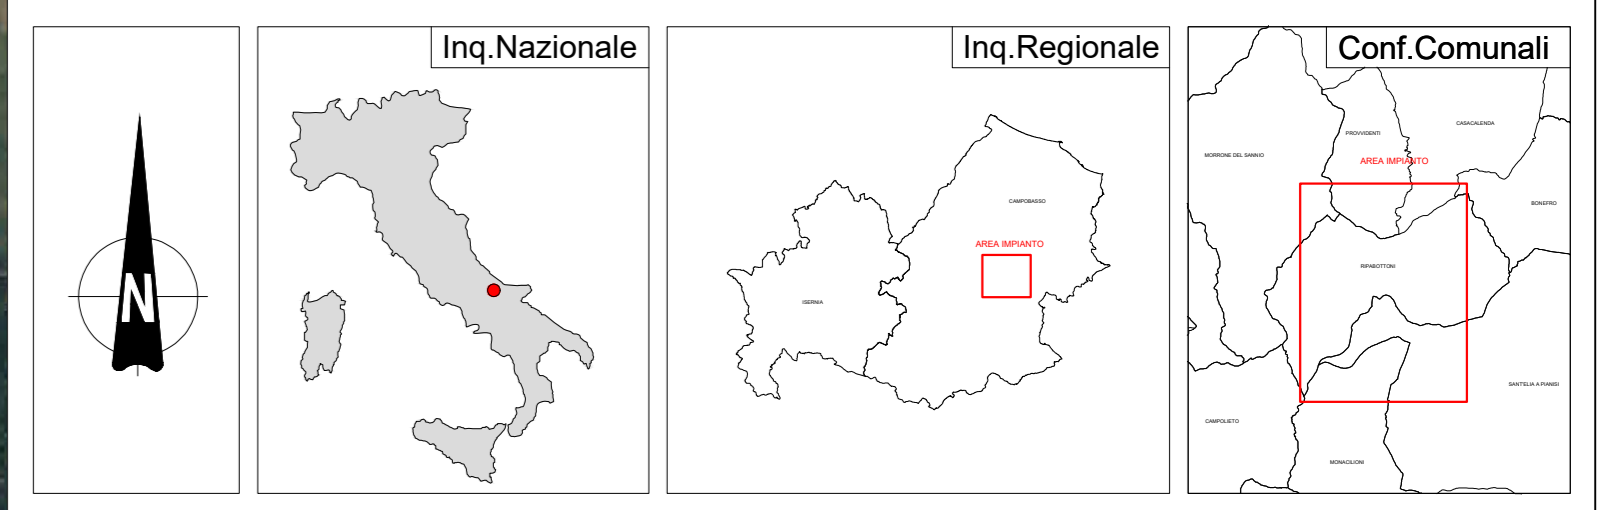 N
Inq.Nazionale
Inq.Regionale
CAMPOBASSO
AREA IMPIANTO
ISERNIA
Conf.Comunali
CASACALENDA
PROVVIDENTI
MORRONE DEL SANNIO
AREA IMPIANTO
BONEFRO
RIPABOTTONI
SANT'ELIA A PIANISI
CAMPOLIETO
MONACILIONI